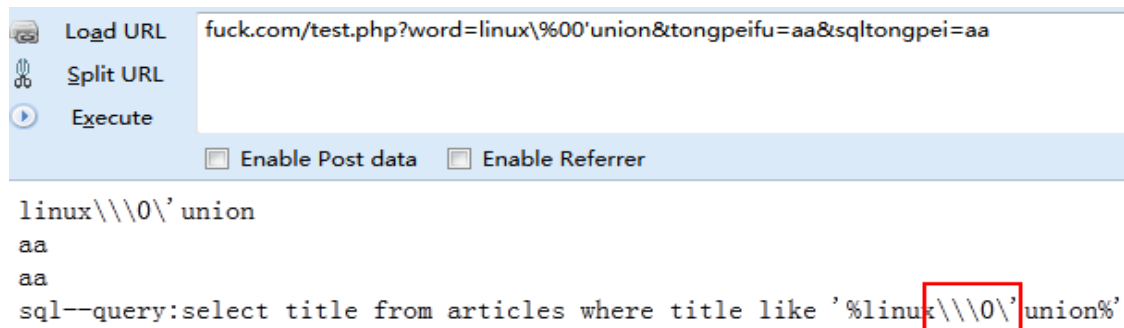 Load URL fuck.com/test.php?word=linux\%00'union&tongpeifu=aa&sqltongpei=aa
Split URL
Execute
Enable Post data Enable Referrer
linux\\\0\'union
aa
aa
sql--query:select title from articles where title like '%linux\\\0\'union%'